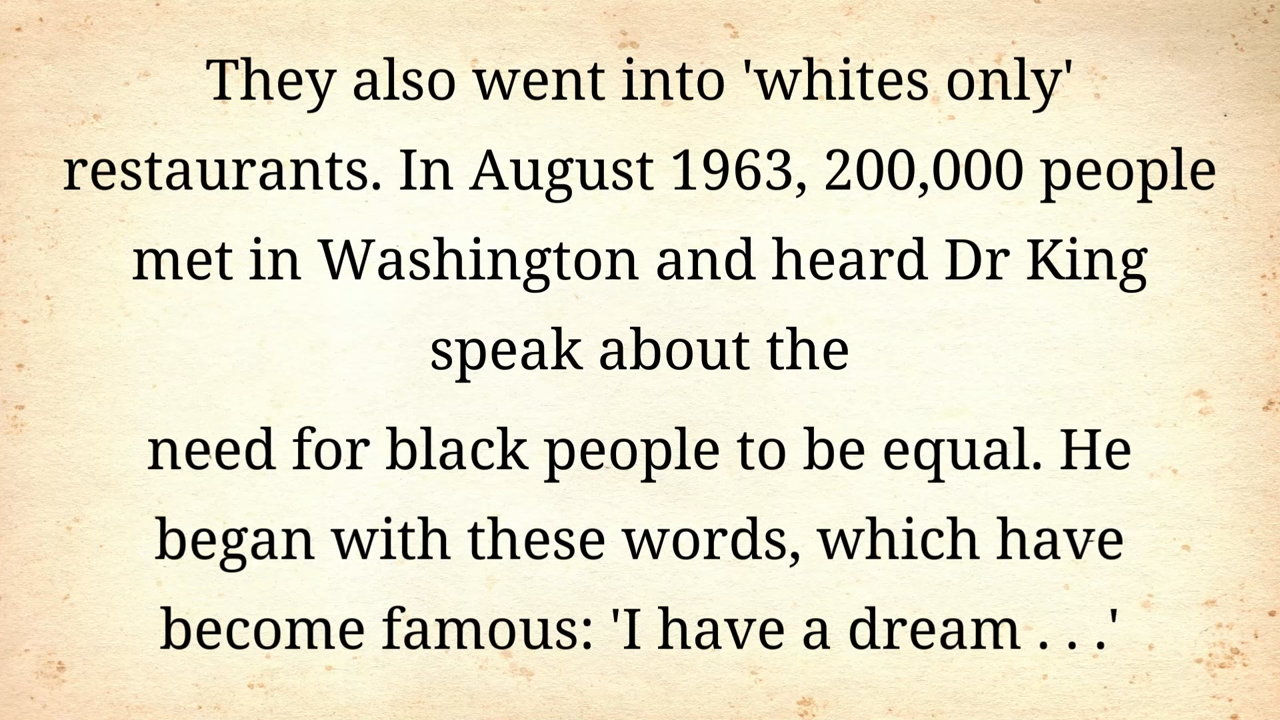 They also went into 'whites only'
restaurants. In August 1963, 200,000 people
met in Washington and heard Dr King
speak about the
need for black people to be equal. He
began with these words, which have
become famous: 'I have a dream . . .'